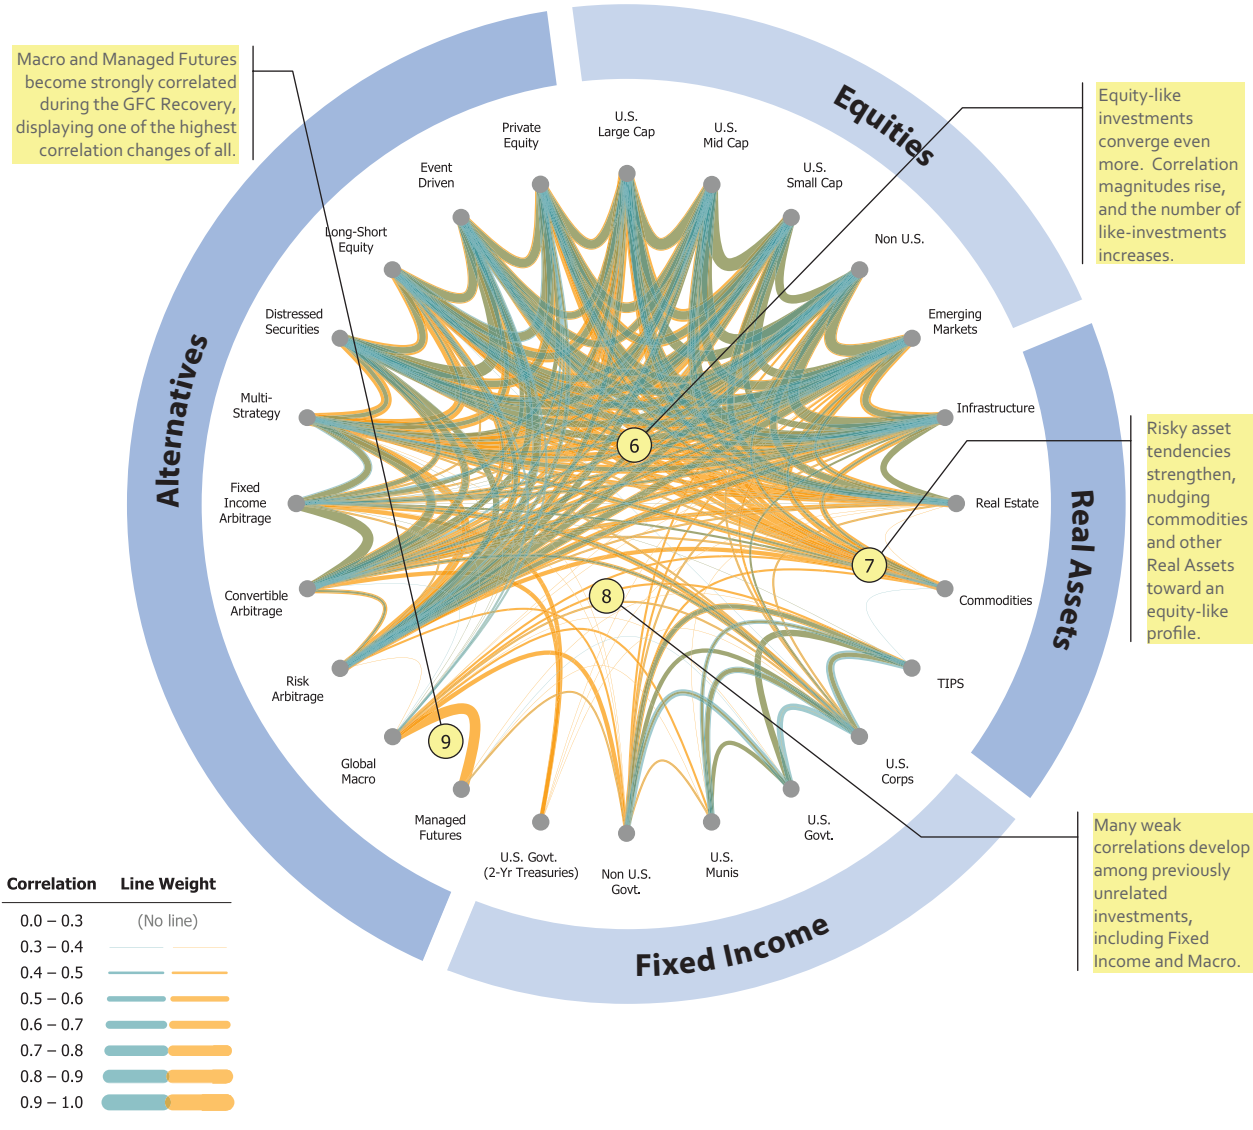 Macro and Managed Futures
become strongly correlated
during the GFC Recovery,
displaying one of the highest
correlation changes of all.
Equity-like
investments
converge even
more. Correlation
magnitudes rise,
and the number of
like-investments
increases.
Risky asset
tendencies
strengthen,
nudging
commodities
and other
Real Assets
toward an
equity-like
profile.
Many weak
correlations develop
among previously
unrelated
investments,
including Fixed
Income and Macro.
Equities
Real Assets
Fixed Income
Alternatives
U.S.
Large Cap
U.S.
Mid Cap
U.S.
Small Cap
Non U.S.
Emerging
Markets
Infrastructure
Real Estate
Commodities
TIPS
U.S.
Corps
U.S.
Govt.
U.S.
Munis
Non U.S.
Govt.
U.S. Govt.
(2-Yr Treasuries)
Managed
Futures
Global
Macro
Risk
Arbitrage
Convertible
Arbitrage
Fixed
Income
Arbitrage
Multi-
Strategy
Distressed
Securities
Long-Short
Equity
Event
Driven
Private
Equity
6
7
8
9
Correlation Line Weight
0.0 – 0.3 (No line)
0.3 – 0.4
0.4 – 0.5
0.5 – 0.6
0.6 – 0.7
0.7 – 0.8
0.8 – 0.9
0.9 – 1.0